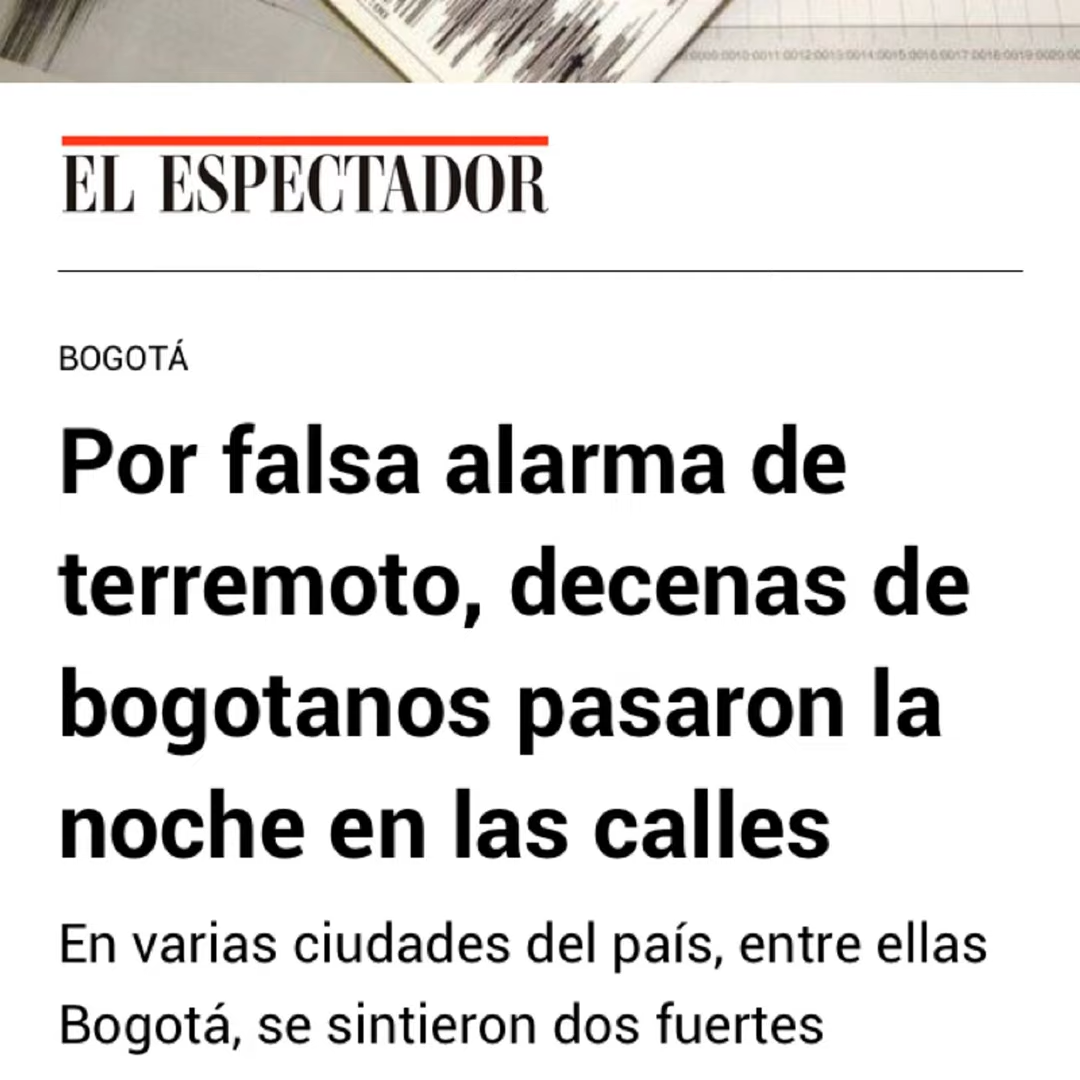 EL ESPECTADOR
BOGOTÁ
Por falsa alarma de
terremoto, decenas de
bogotanos pasaron la
noche en las calles
En varias ciudades del país, entre ellas
Bogotá, se sintieron dos fuertes